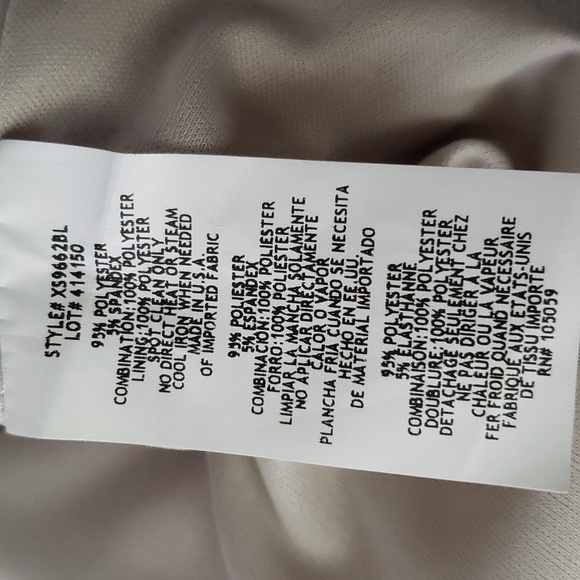 STYLE# XS9662BL
LOT# 414150
95% POLYESTER
5% SPANDEX
COMBINATION:100% POLYESTER
LINING:100% POLYESTER
SPOT CLEAN ONLY
NO DIRECT HEAT OR STEAM
COOL IRON WHEN NEEDED
MADE IN U.S.A.
OF IMPORTED FABRIC
95% POLIESTER
5% ESPANDEX
COMBINACION:100% POLIESTER
FORRO:100% POLIESTER
LIMPIAR LA MANCHA SOLAMENTE
NO APLICAR DIRECTAMENTE
CALOR O VAPOR
PLANCHA FRIA CUANDO SE NECESITA
HECHO EN EE.UU.
DE MATERIAL IMPORTADO
95% POLYESTER
5% ELASTHANNE
COMBINAISON:100% POLYESTER
DOUBLURE:100% POLYESTER
DETACHAGE SEULEMENT CHEZ
NE PAS DIRIGER A LA
CHALEUR OU LA VAPEUR
FER FROID QUAND NECESSAIRE
FABRIQUE AUX ETATS-UNIS
DE TISSU IMPORTE
RN# 103059